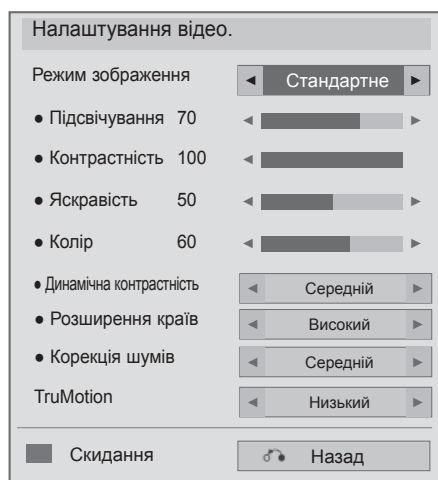 Налаштування відео.
Режим зображення ◄ Стандартне ►
● Підсвічування 70 ◄ ►
● Контрастність 100 ◄
● Яскравість 50 ◄ ►
● Колір 60 ◄ ►
● Динамічна контрастність ◄ Середній ►
● Розширення країв ◄ Високий ►
● Корекція шумів ◄ Середній ►
TruMotion ◄ Низький ►
Скидання Назад